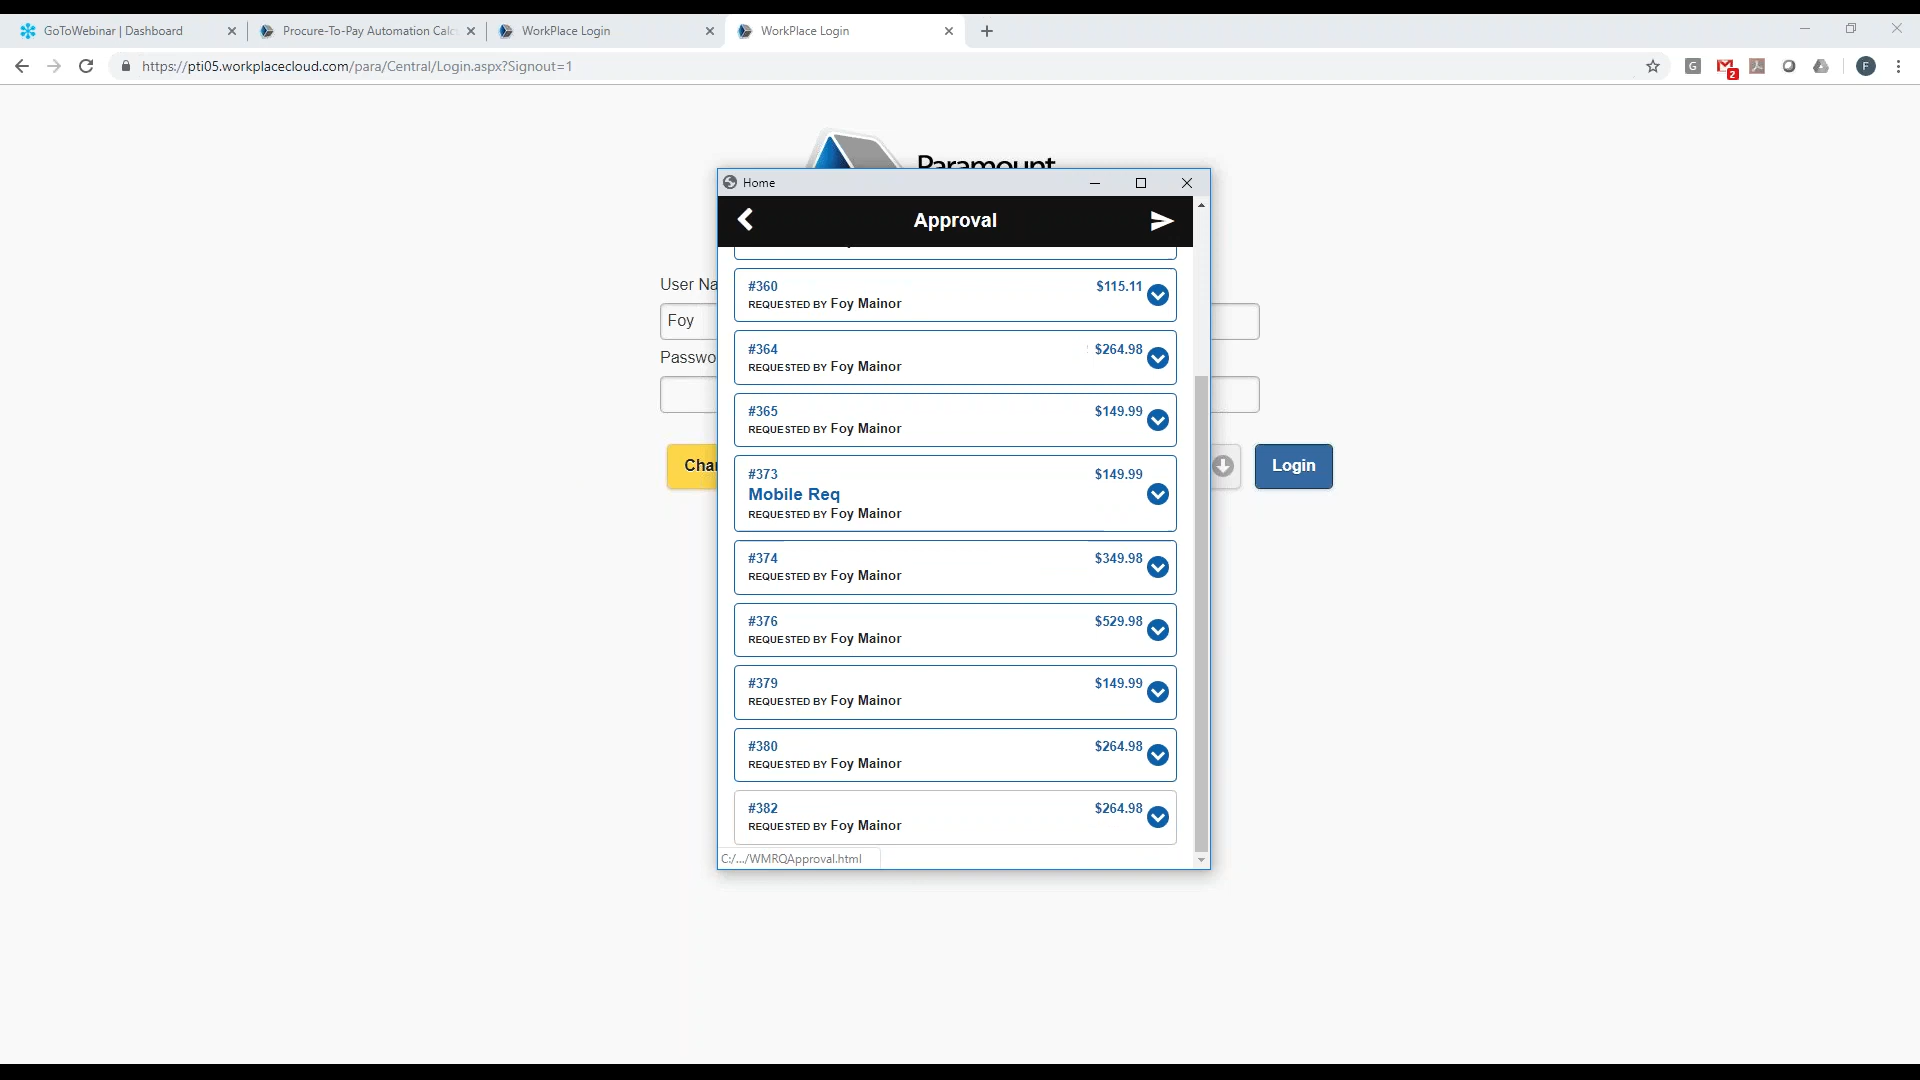 GoToWebinar | Dashboard
Procure-To-Pay Automation Calc
WorkPlace Login
WorkPlace Login
https://pti05.workplacecloud.com/para/Central/Login.aspx?Signout=1
G
2
F
Paramount
Home
Approval
User Na
Foy
Passwo
Char
Login
#360
$115.11
REQUESTED BY Foy Mainor
#364
$264.98
REQUESTED BY Foy Mainor
#365
$149.99
REQUESTED BY Foy Mainor
#373
$149.99
Mobile Req
REQUESTED BY Foy Mainor
#374
$349.98
REQUESTED BY Foy Mainor
#376
$529.98
REQUESTED BY Foy Mainor
#379
$149.99
REQUESTED BY Foy Mainor
#380
$264.98
REQUESTED BY Foy Mainor
#382
$264.98
REQUESTED BY Foy Mainor
C:/.../WMRQApproval.html